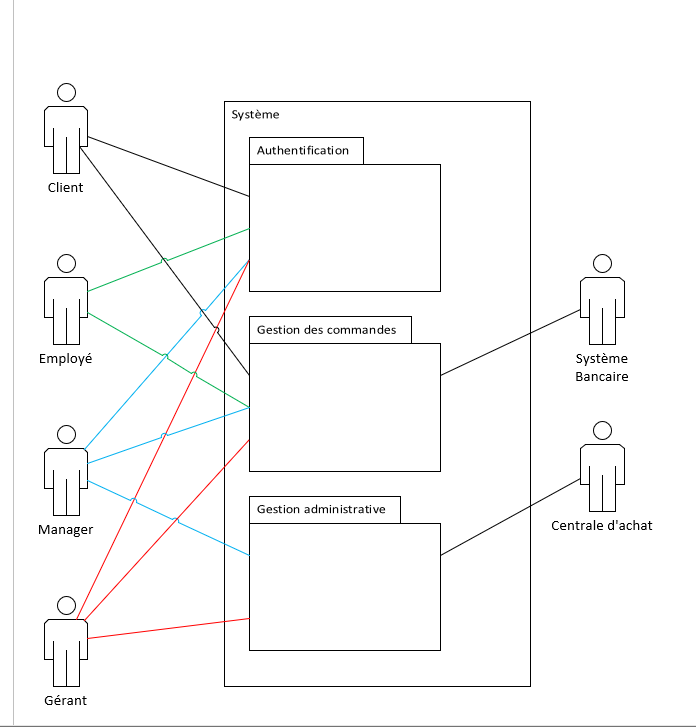 Système
Authentification
Client
Gestion des commandes
Employé
Système
Bancaire
Gestion administrative
Manager
Centrale d'achat
Gérant